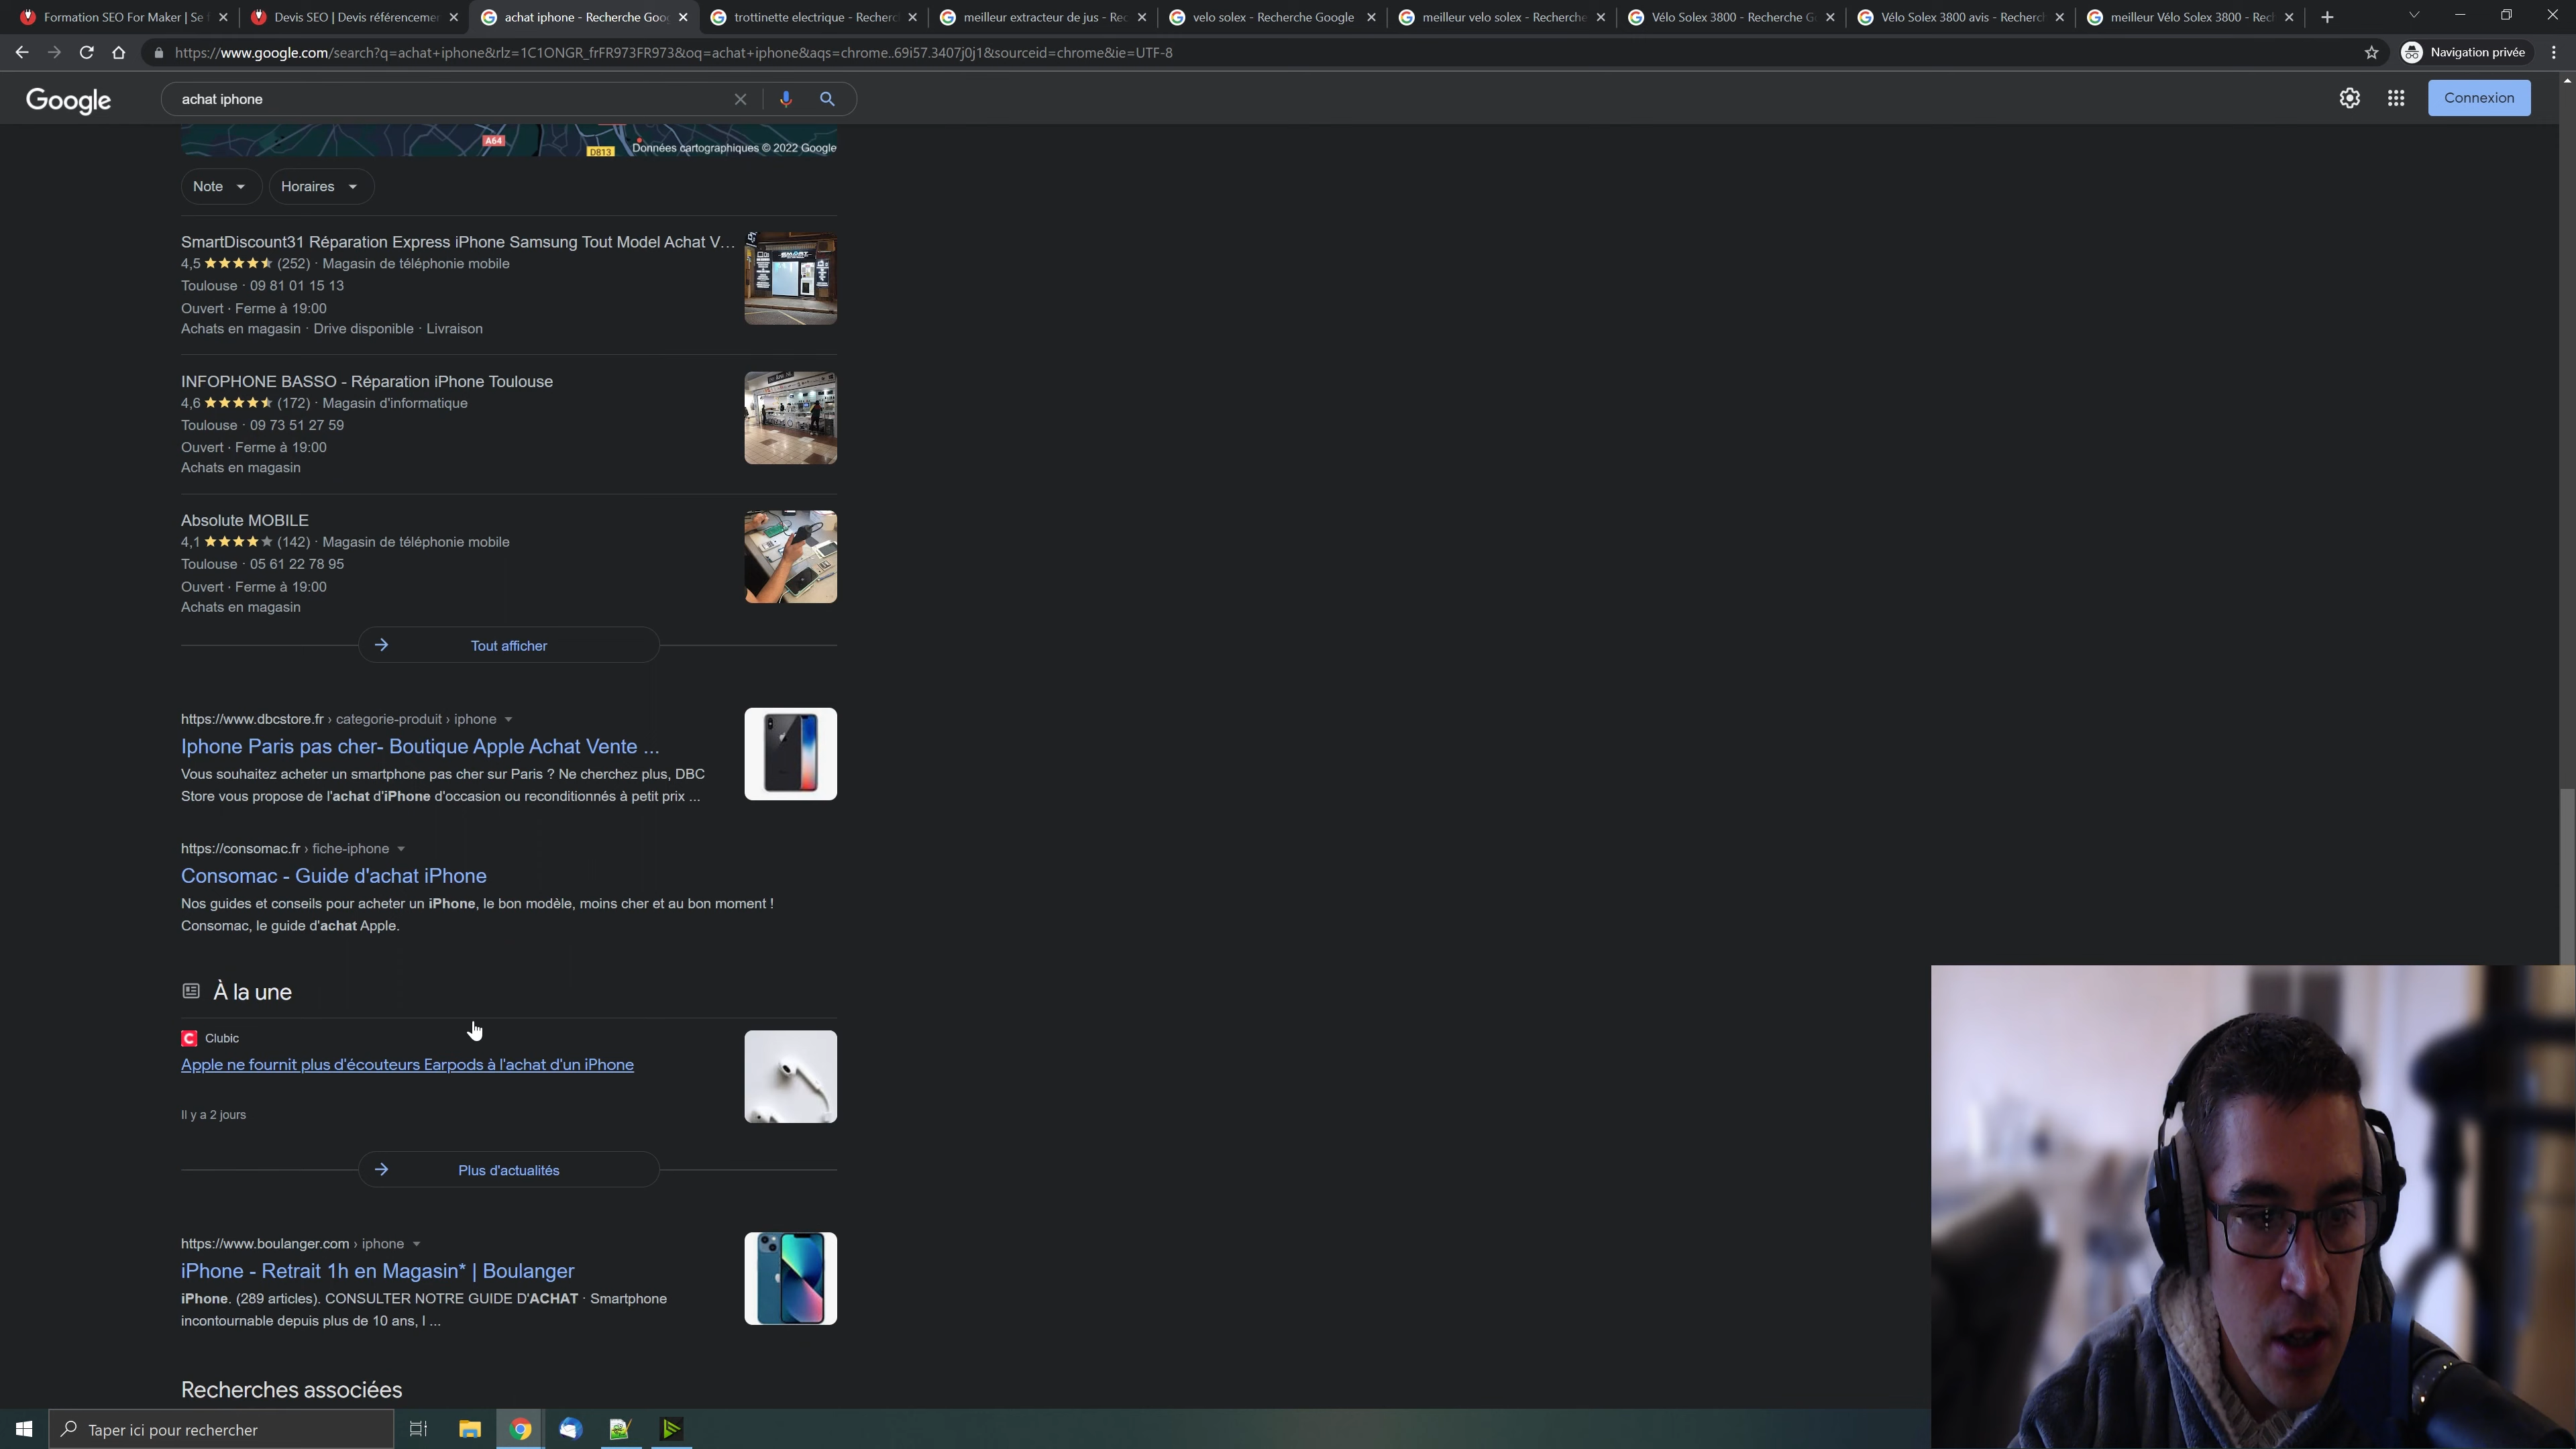 Formation SEO For Maker | Se
Devis SEO | Devis référencemen
achat iphone - Recherche Goo
trottinette electrique - Recherc
meilleur extracteur de jus - Rec
velo solex - Recherche Google
meilleur velo solex - Recherche
Vélo Solex 3800 - Recherche G
Vélo Solex 3800 avis - Recherc
meilleur Vélo Solex 3800 - Rec
https://www.google.com/search?q=achat+iphone&rlz=1C1ONGR_frFR973FR973&oq=achat+iphone&aqs=chrome..69i57.3407j0j1&sourceid=chrome&ie=UTF-8
Navigation privée
Google
achat iphone
Connexion
A64
D813
Données cartographiques © 2022 Google
Note
Horaires
SmartDiscount31 Réparation Express iPhone Samsung Tout Model Achat V...
4,5 (252) · Magasin de téléphonie mobile
Toulouse · 09 81 01 15 13
Ouvert · Ferme à 19:00
Achats en magasin · Drive disponible · Livraison
INFOPHONE BASSO - Réparation iPhone Toulouse
4,6 (172) · Magasin d'informatique
Toulouse · 09 73 51 27 59
Ouvert · Ferme à 19:00
Achats en magasin
Absolute MOBILE
4,1 (142) · Magasin de téléphonie mobile
Toulouse · 05 61 22 78 95
Ouvert · Ferme à 19:00
Achats en magasin
Tout afficher
https://www.dbcstore.fr › categorie-produit › iphone
Iphone Paris pas cher- Boutique Apple Achat Vente ...
Vous souhaitez acheter un smartphone pas cher sur Paris ? Ne cherchez plus, DBC
Store vous propose de l'achat d'iPhone d'occasion ou reconditionnés à petit prix ...
https://consomac.fr › fiche-iphone
Consomac - Guide d'achat iPhone
Nos guides et conseils pour acheter un iPhone, le bon modèle, moins cher et au bon moment !
Consomac, le guide d'achat Apple.
À la une
Clubic
Apple ne fournit plus d'écouteurs Earpods à l'achat d'un iPhone
Il y a 2 jours
Plus d'actualités
https://www.boulanger.com › iphone
iPhone - Retrait 1h en Magasin* | Boulanger
iPhone. (289 articles). CONSULTER NOTRE GUIDE D'ACHAT · Smartphone
incontournable depuis plus de 10 ans, l ...
Recherches associées
Taper ici pour rechercher